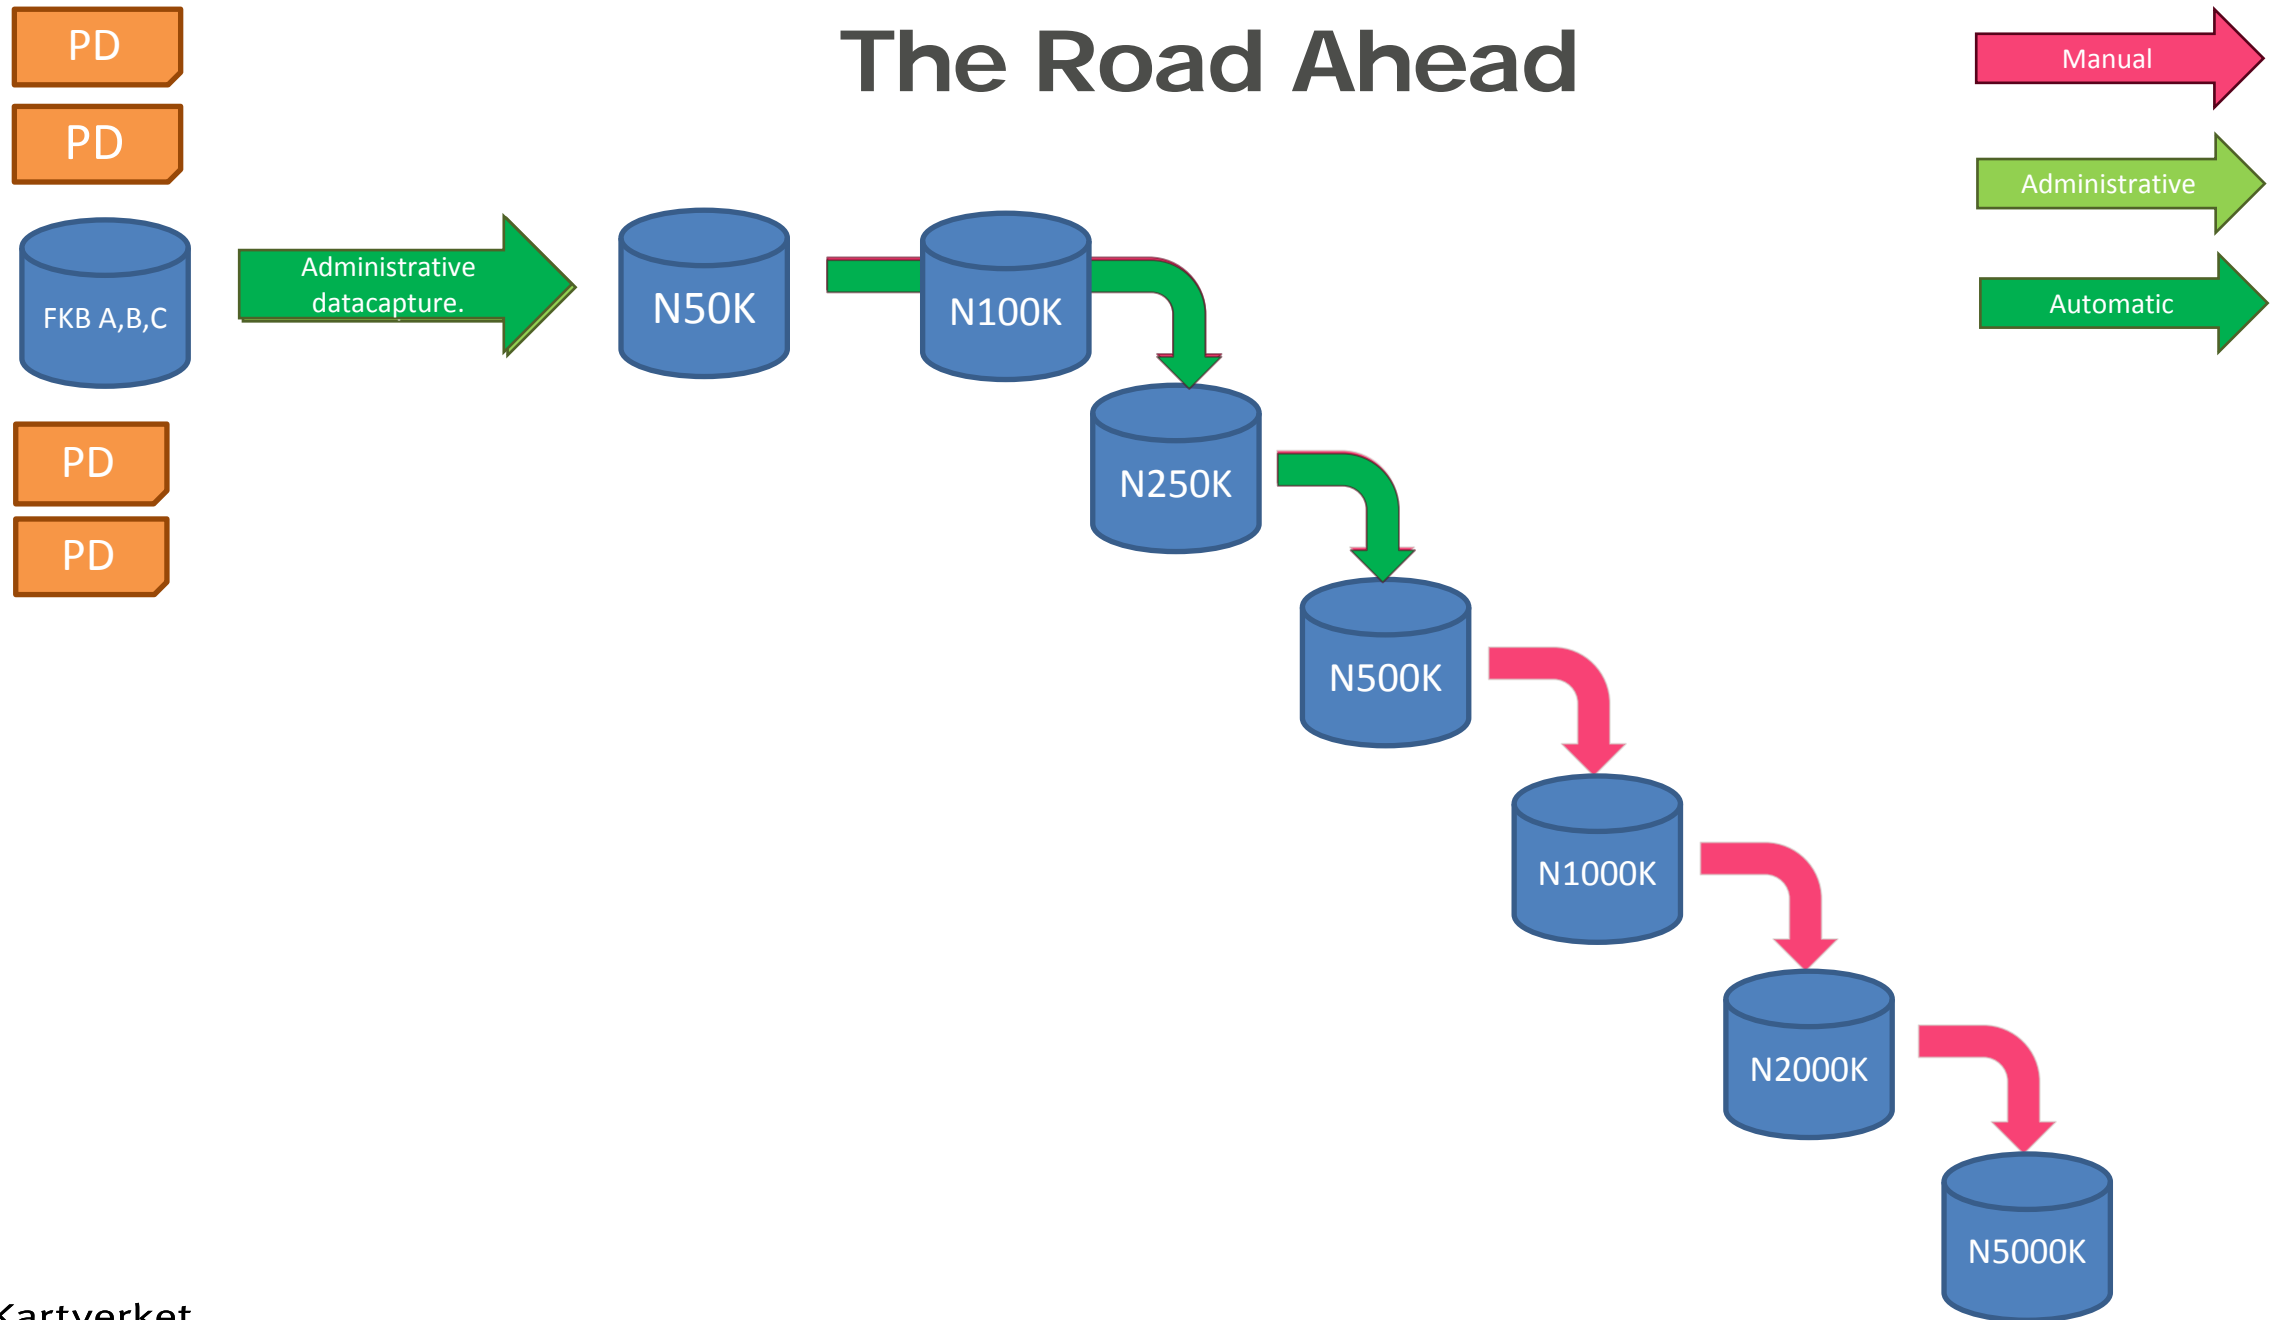 The Road Ahead
PD
PD
Manual
Administrative
Automatic
FKB A,B,C
Administrative
datacapture.
N50K
N100K
PD
PD
N250K
N500K
N1000K
N2000K
N5000K
Kartverket